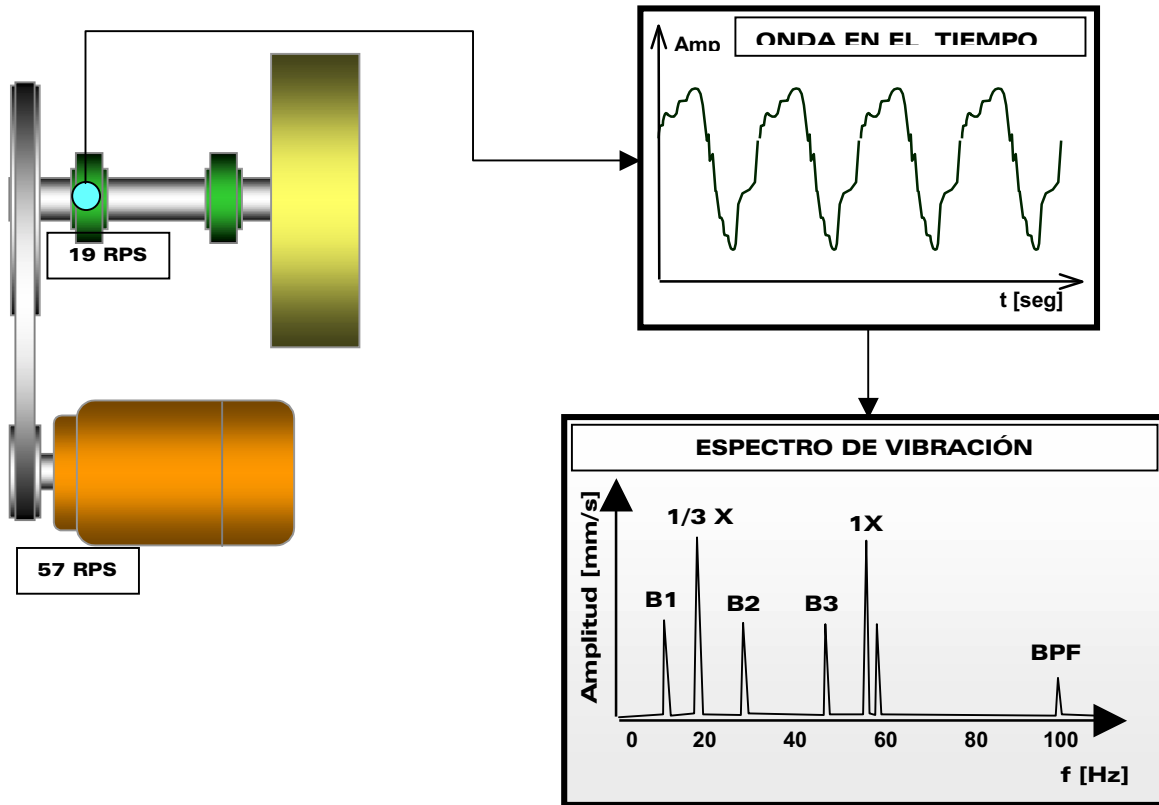 Amp
ONDA EN EL TIEMPO
t [seg]
19 RPS
57 RPS
ESPECTRO DE VIBRACIÓN
Amplitud [mm/s]
1/3 X
1X
B1
B2
B3
BPF
0 20 40 60 80 100
f [Hz]